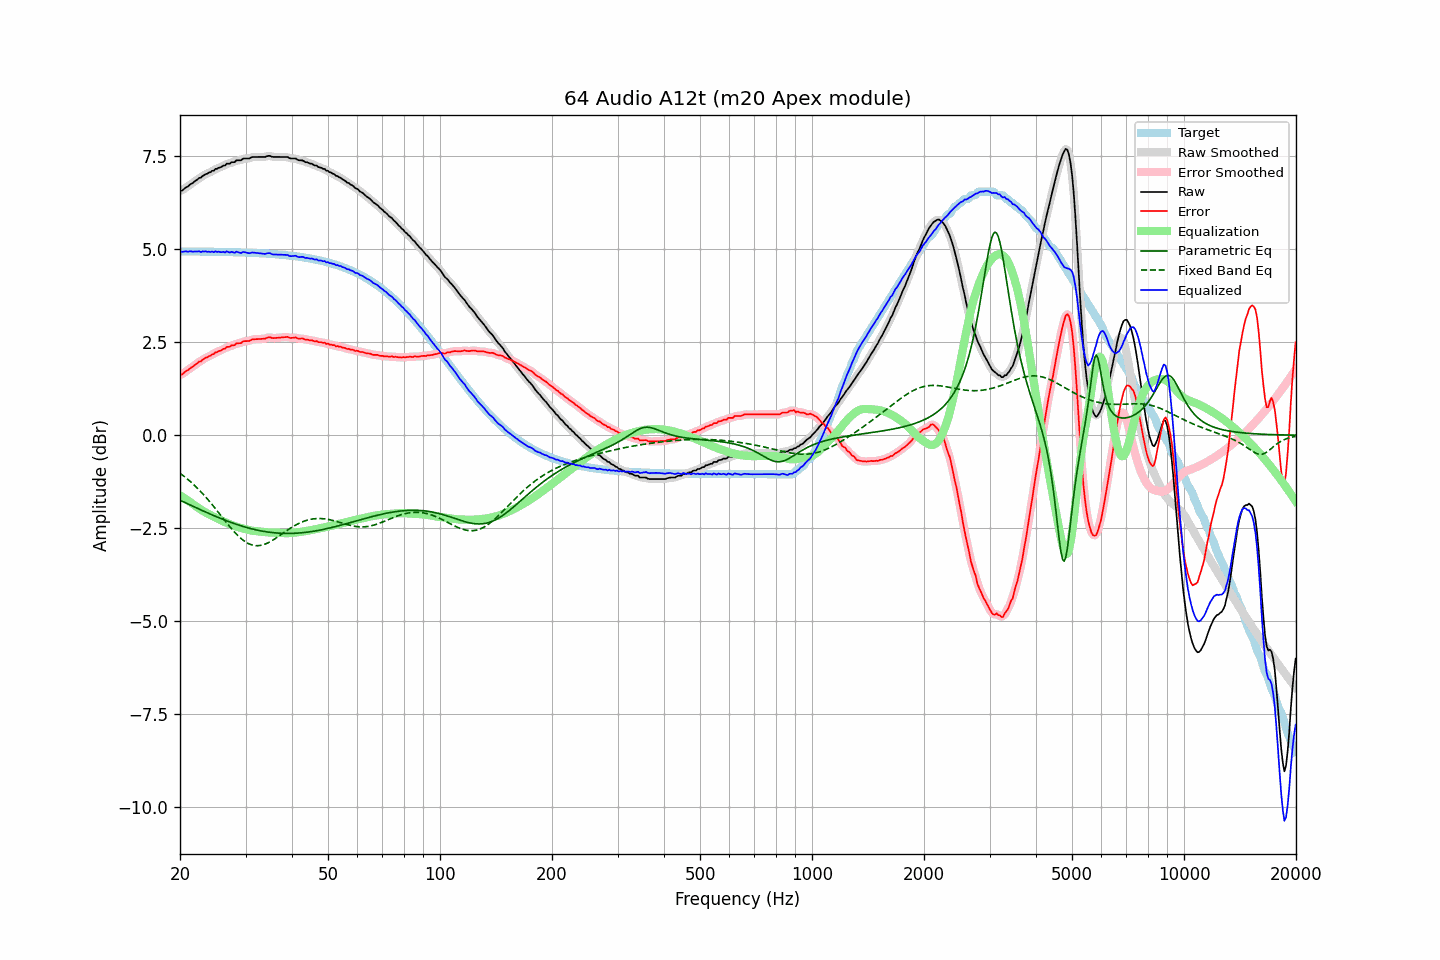 64 Audio A12t (m20 Apex module)
Target
Raw Smoothed
Error Smoothed
Raw
Error
Equalization
Parametric Eq
Fixed Band Eq
Equalized
7.5
5.0
2.5
0.0
−2.5
−5.0
−7.5
−10.0
Amplitude (dBr)
20 50 100 200 500 1000 2000 5000 10000 20000
Frequency (Hz)